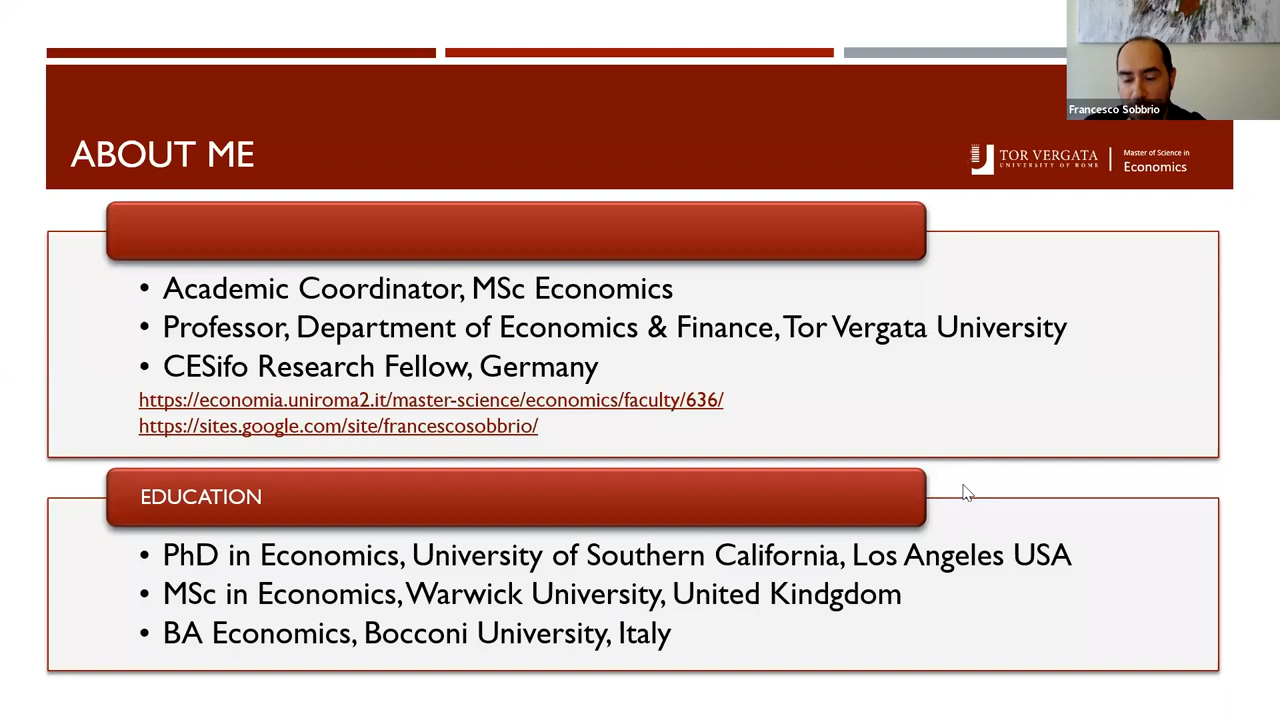 Francesco Sobbrio
ABOUT ME
TOR VERGATA
UNIVERSITY OF ROME
Master of Science in
Economics
• Academic Coordinator, MSc Economics
• Professor, Department of Economics & Finance, Tor Vergata University
• CESifo Research Fellow, Germany
https://economia.uniroma2.it/master-science/economics/faculty/636/
https://sites.google.com/site/francescosobbrio/
EDUCATION
• PhD in Economics, University of Southern California, Los Angeles USA
• MSc in Economics, Warwick University, United Kindgdom
• BA Economics, Bocconi University, Italy